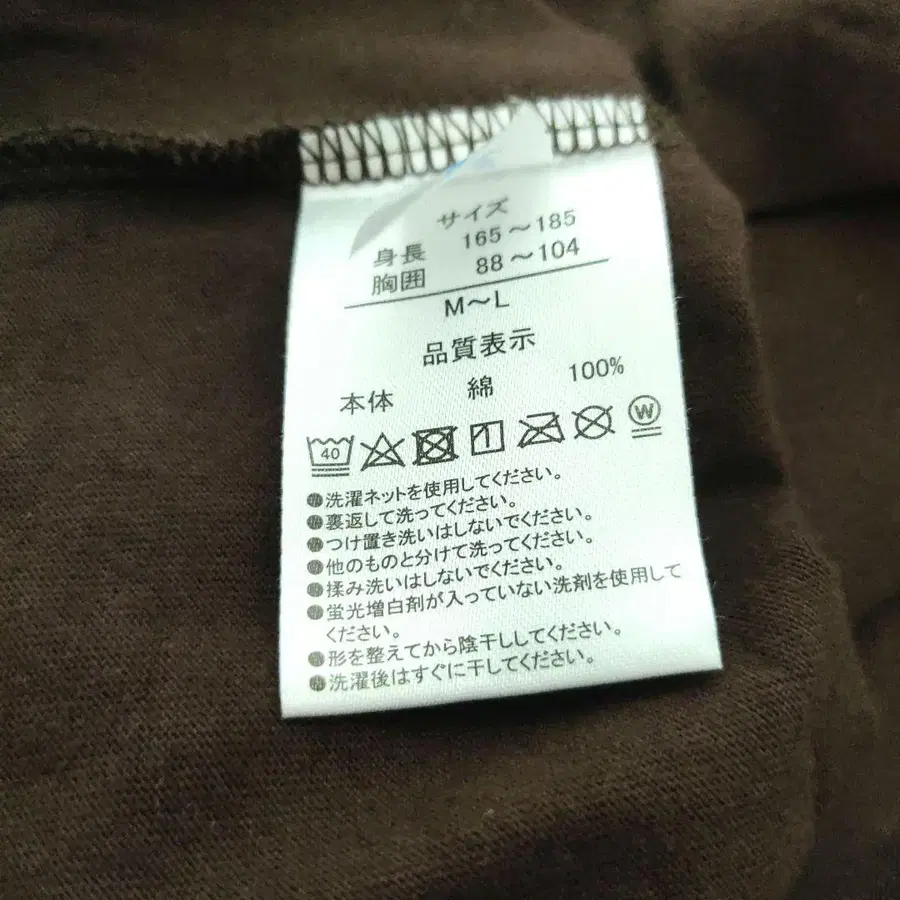 サイズ
身長 165～185
胸囲 88～104
M～L
品質表示
本体 綿 100%
40 W
●洗濯ネットを使用してください。
●裏返して洗ってください。
●つけ置き洗いはしないでください。
●他のものと分けて洗ってください。
●揉み洗いはしないでください。
●蛍光増白剤が入っていない洗剤を使用して
ください。
●形を整えてから陰干ししてください。
●洗濯後はすぐに干してください。